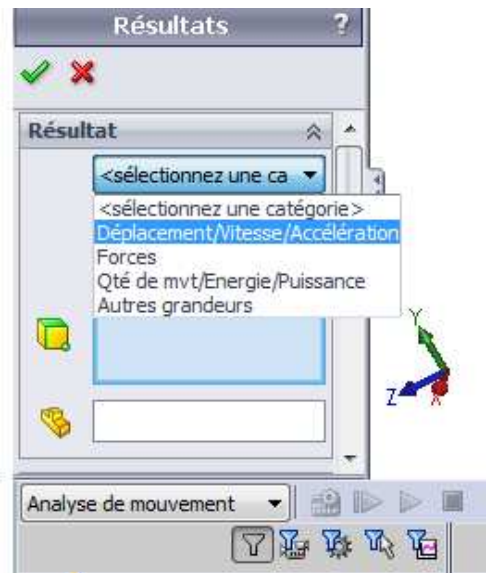 Résultats ?
Résultat
<sélectionnez une ca
<sélectionnez une catégorie>
Déplacement/Vitesse/Accélération
Forces
Qté de mvt/Energie/Puissance
Autres grandeurs
Y
Z X
Analyse de mouvement